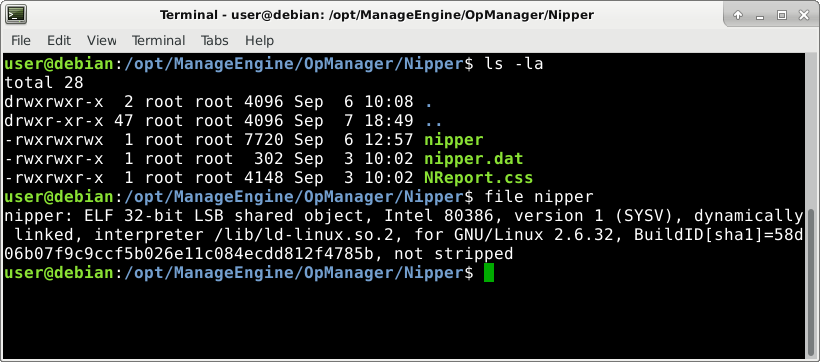 Terminal - user@debian: /opt/ManageEngine/OpManager/Nipper
File Edit View Terminal Tabs Help
user@debian:/opt/ManageEngine/OpManager/Nipper$ ls -la
total 28
drwxrwxr-x  2 root root 4096 Sep  6 10:08 .
drwxr-xr-x 47 root root 4096 Sep  7 18:49 ..
-rwxrwxrwx  1 root root 7720 Sep  6 12:57 nipper
-rwxrwxr-x  1 root root  302 Sep  3 10:02 nipper.dat
-rwxrwxr-x  1 root root 4148 Sep  3 10:02 NReport.css
user@debian:/opt/ManageEngine/OpManager/Nipper$ file nipper
nipper: ELF 32-bit LSB shared object, Intel 80386, version 1 (SYSV), dynamically
 linked, interpreter /lib/ld-linux.so.2, for GNU/Linux 2.6.32, BuildID[sha1]=58d
06b07f9c9ccf5b026e11c084ecdd812f4785b, not stripped
user@debian:/opt/ManageEngine/OpManager/Nipper$